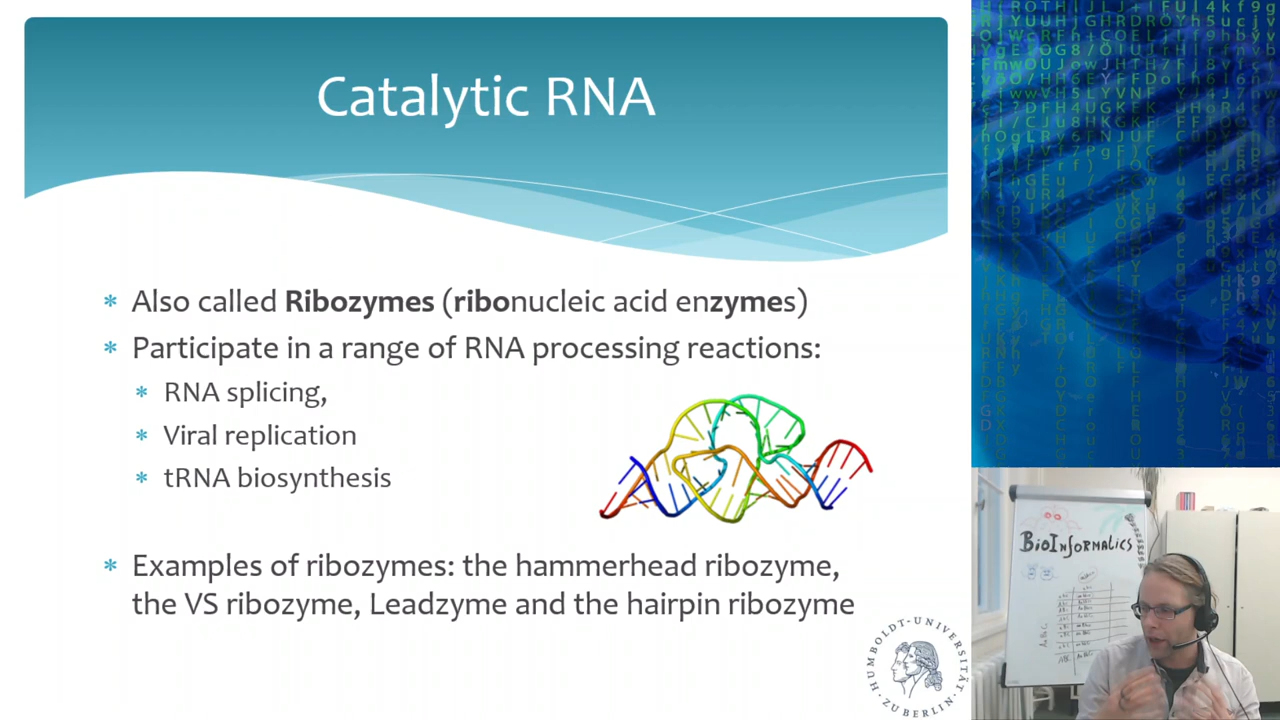 Catalytic RNA
* Also called Ribozymes (ribonucleic acid enzymes)
* Participate in a range of RNA processing reactions:
* RNA splicing,
* Viral replication
* tRNA biosynthesis
* Examples of ribozymes: the hammerhead ribozyme,
the VS ribozyme, Leadzyme and the hairpin ribozyme
HUMBOLDT-UNIVERSITÄT
ZU BERLIN
BioInformatics